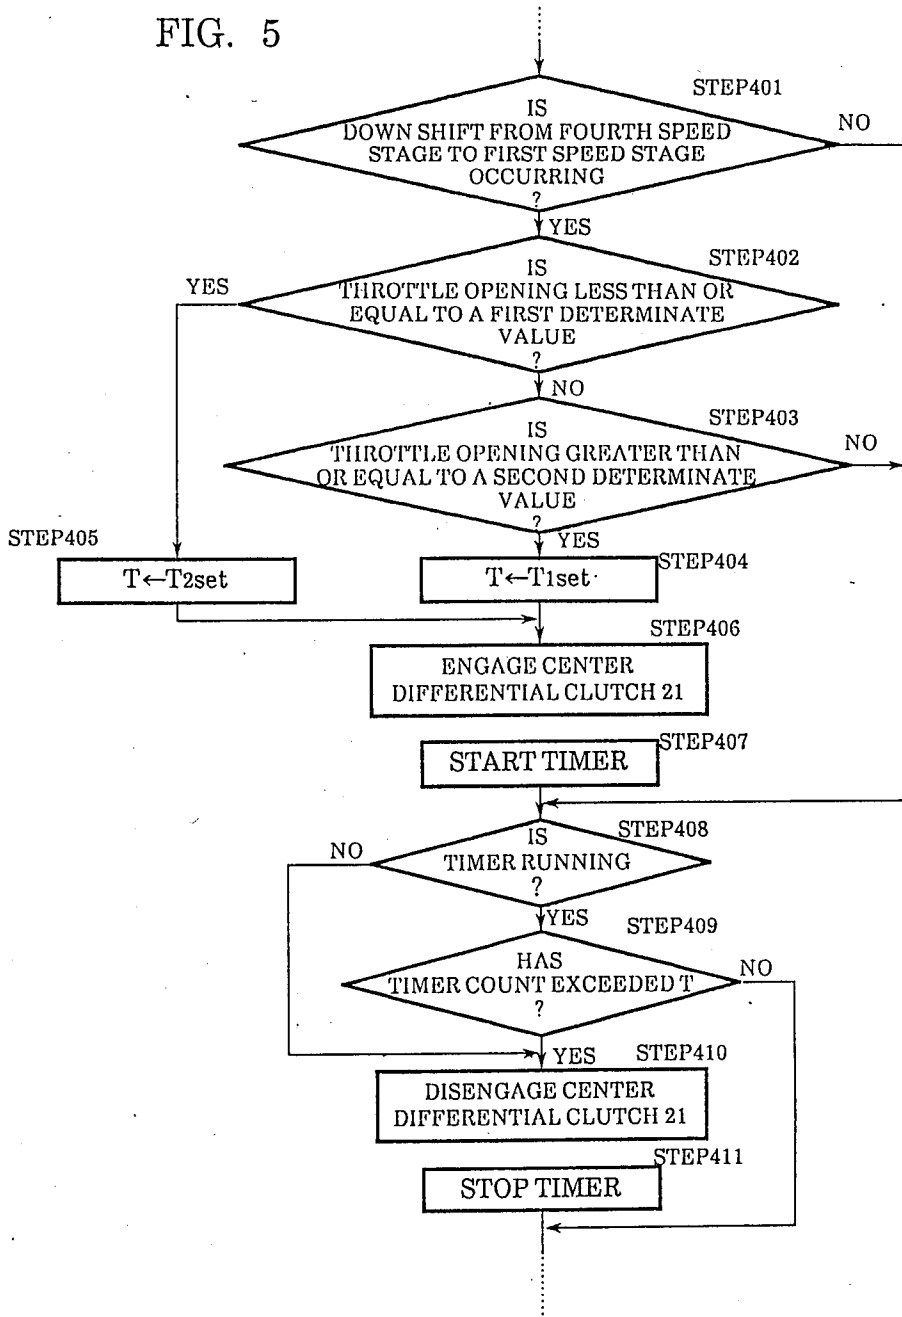 FIG. 5
STEP401
IS
DOWN SHIFT FROM FOURTH SPEED
STAGE TO FIRST SPEED STAGE
OCCURRING
?
NO
YES
STEP402
IS
THROTTLE OPENING LESS THAN OR
EQUAL TO A FIRST DETERMINATE
VALUE
?
YES
NO
STEP403
IS
THROTTLE OPENING GREATER THAN
OR EQUAL TO A SECOND DETERMINATE
VALUE
?
NO
YES
STEP405
T←T2set
STEP404
T←T1set
STEP406
ENGAGE CENTER
DIFFERENTIAL CLUTCH 21
STEP407
START TIMER
STEP408
IS
TIMER RUNNING
?
NO
YES
STEP409
HAS
TIMER COUNT EXCEEDED T
?
NO
YES
STEP410
DISENGAGE CENTER
DIFFERENTIAL CLUTCH 21
STEP411
STOP TIMER